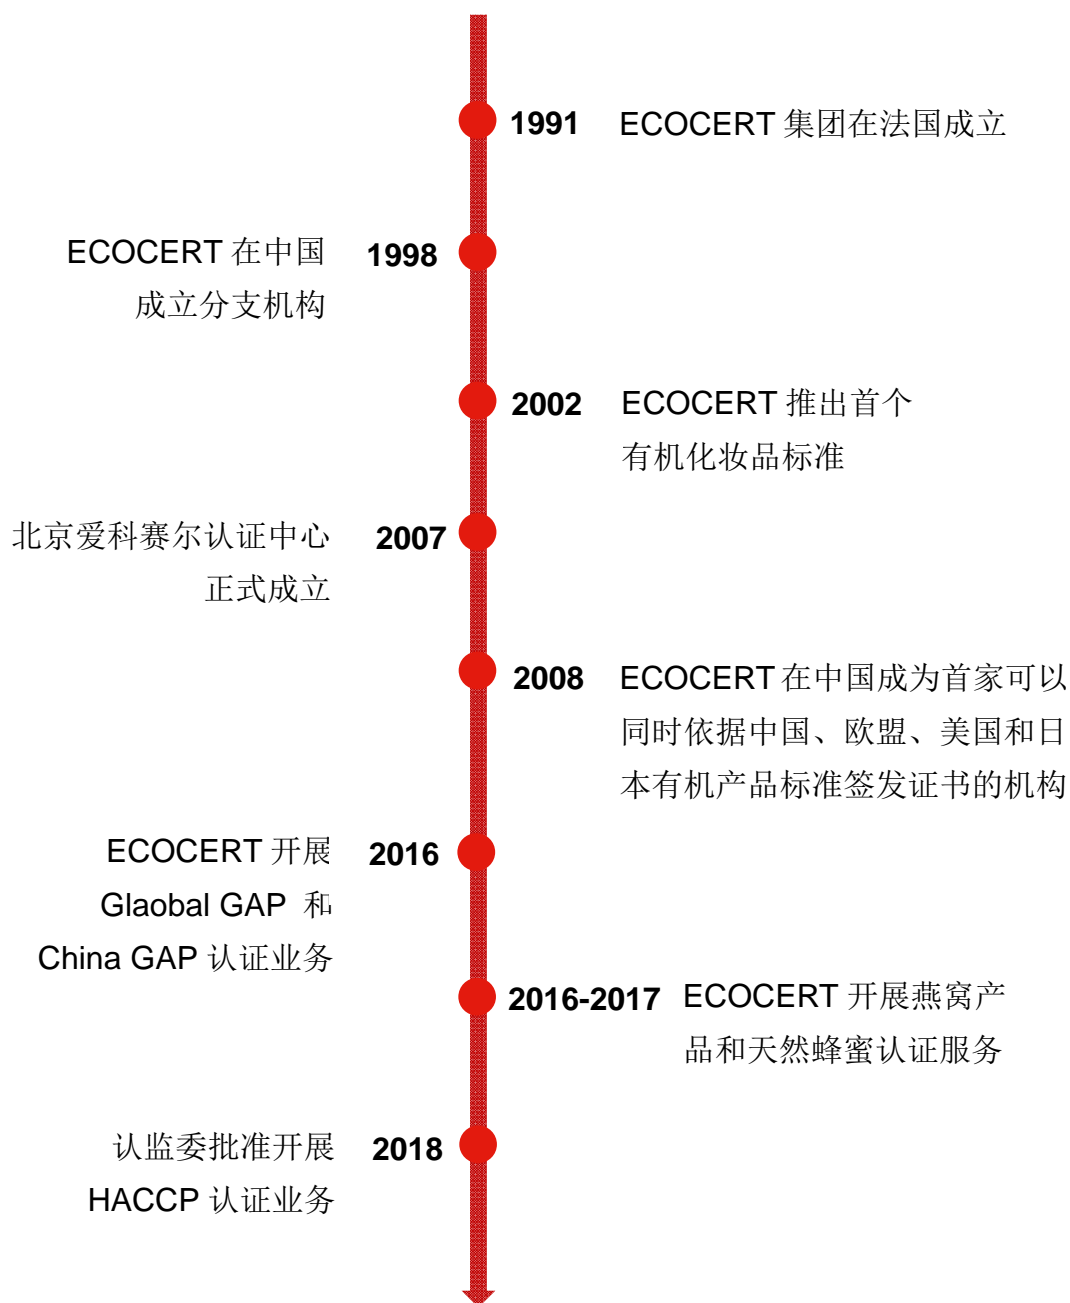 1991 ECOCERT 集团在法国成立
ECOCERT 在中国 1998
成立分支机构
2002 ECOCERT 推出首个
有机化妆品标准
北京爱科赛尔认证中心 2007
正式成立
2008 ECOCERT 在中国成为首家可以
同时依据中国、欧盟、美国和日
本有机产品标准签发证书的机构
ECOCERT 开展 2016
Glaobal GAP 和
China GAP 认证业务
2016-2017 ECOCERT 开展燕窝产
品和天然蜂蜜认证服务
认监委批准开展 2018
HACCP 认证业务